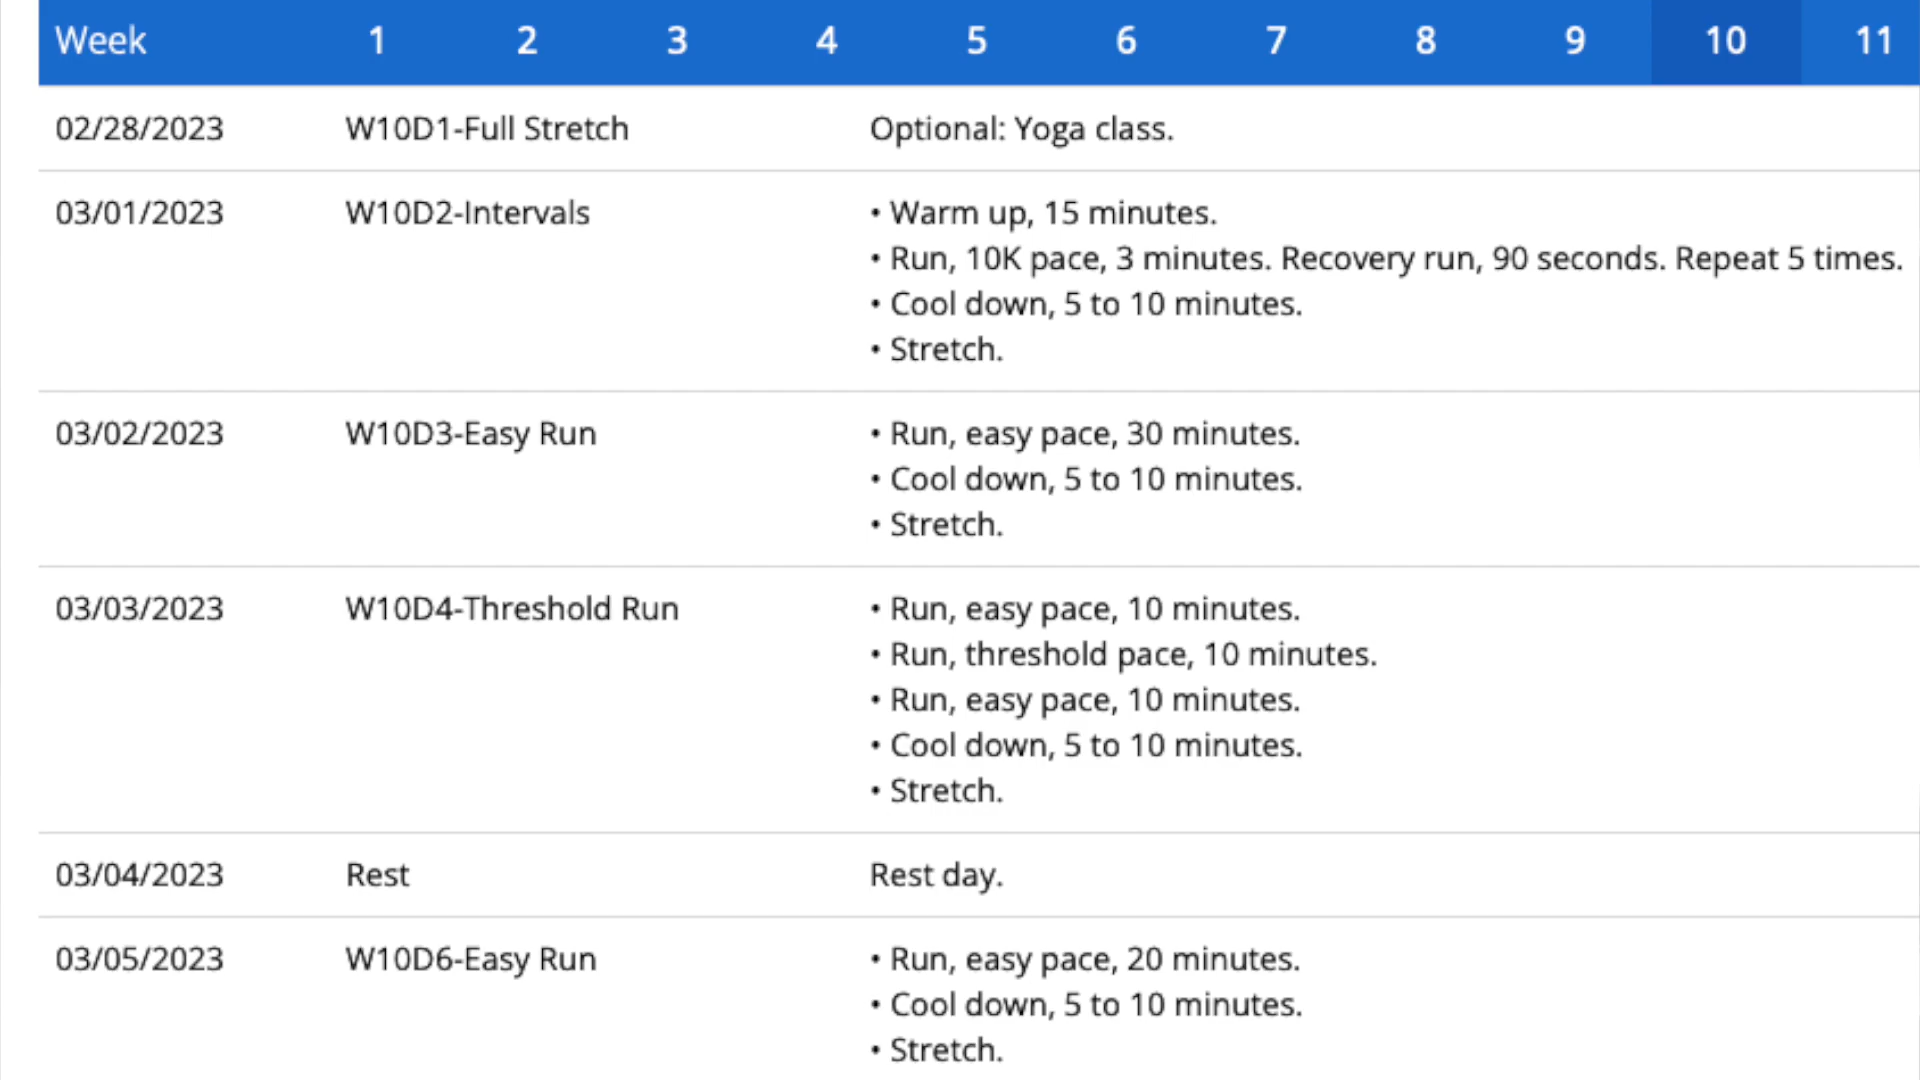 Week 1 2 3 4 5 6 7 8 9 10 11
02/28/2023 W10D1-Full Stretch Optional: Yoga class.
03/01/2023 W10D2-Intervals • Warm up, 15 minutes.
• Run, 10K pace, 3 minutes. Recovery run, 90 seconds. Repeat 5 times.
• Cool down, 5 to 10 minutes.
• Stretch.
03/02/2023 W10D3-Easy Run • Run, easy pace, 30 minutes.
• Cool down, 5 to 10 minutes.
• Stretch.
03/03/2023 W10D4-Threshold Run • Run, easy pace, 10 minutes.
• Run, threshold pace, 10 minutes.
• Run, easy pace, 10 minutes.
• Cool down, 5 to 10 minutes.
• Stretch.
03/04/2023 Rest Rest day.
03/05/2023 W10D6-Easy Run • Run, easy pace, 20 minutes.
• Cool down, 5 to 10 minutes.
• Stretch.